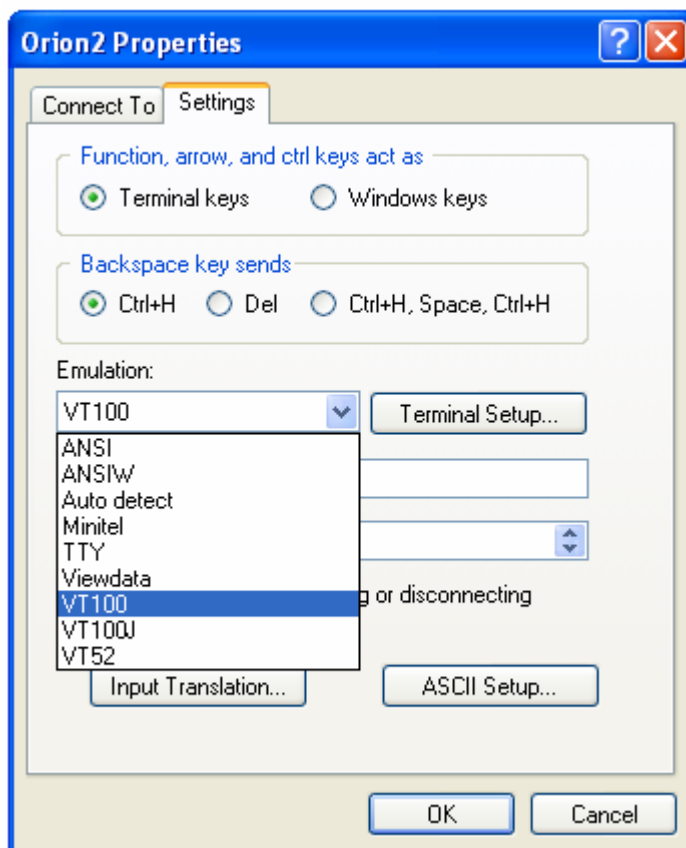 Orion2 Properties
Connect To Settings
Function, arrow, and ctrl keys act as
Terminal keys Windows keys
Backspace key sends
Ctrl+H Del Ctrl+H, Space, Ctrl+H
Emulation:
VT100 Terminal Setup...
ANSI
ANSIW
Auto detect
Minitel
TTY
Viewdata
VT100
g or disconnecting
VT100J
VT52
Input Translation... ASCII Setup...
OK Cancel